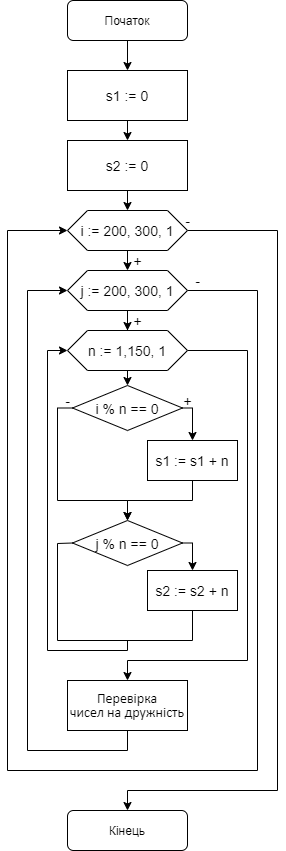 Початок
s1 := 0
s2 := 0
-
i := 200, 300, 1
+
-
j := 200, 300, 1
+
n := 1,150, 1
-
+
i % n == 0
s1 := s1 + n
j % n == 0
s2 := s2 + n
Перевірка
чисел на дружність
Кінець